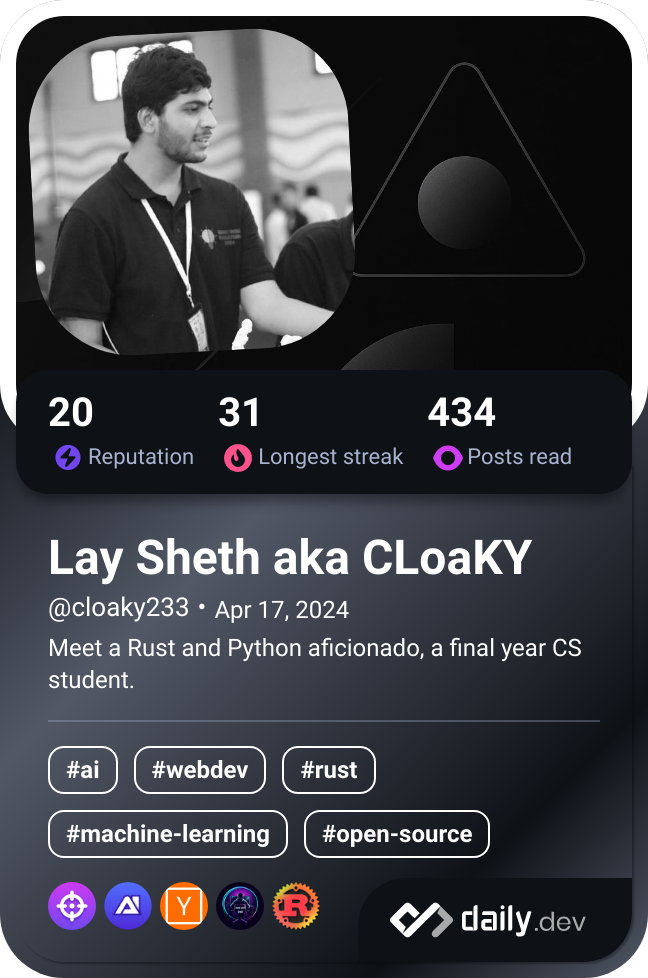 20 31 434
Reputation Longest streak Posts read
Lay Sheth aka CLoaKY
@cloaky233 • Apr 17, 2024
Meet a Rust and Python aficionado, a final year CS
student.
#ai #webdev #rust
#machine-learning #open-source
AI Y R
daily.dev